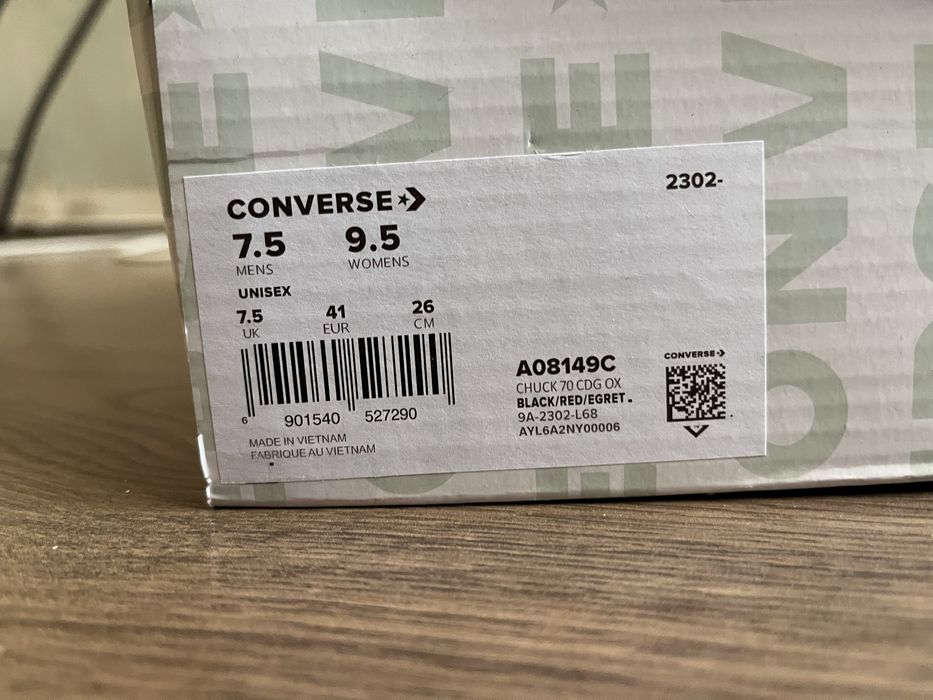 CONVERSE
2302-
7.5 9.5
MENS WOMENS
UNISEX
7.5 41 26
UK EUR CM
6 901540 527290
MADE IN VIETNAM
FABRIQUE AU VIETNAM
A08149C
CHUCK 70 CDG OX
BLACK/RED/EGRET
9A-2302-L68
AYL6A2NY00006
CONVERSE